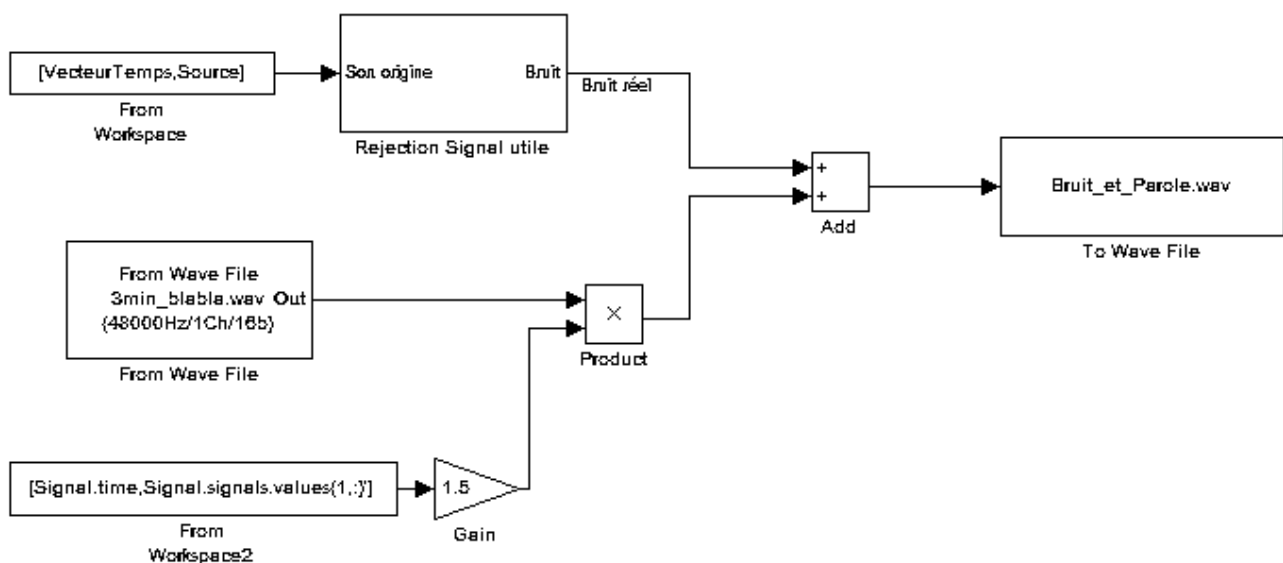 [VecteurTemps,Source]
From
Workspace
Son origine
Bruit
Rejection Signal utile
Bruit réel
+
+
Add
Bruit_et_Parole.wav
To Wave File
From Wave File
3min_blabla.wav Out
(48000Hz/1Ch/16b)
From Wave File
×
Product
[Signal.time,Signal.signals.values(1,:)']
From
Workspace2
1.5
Gain